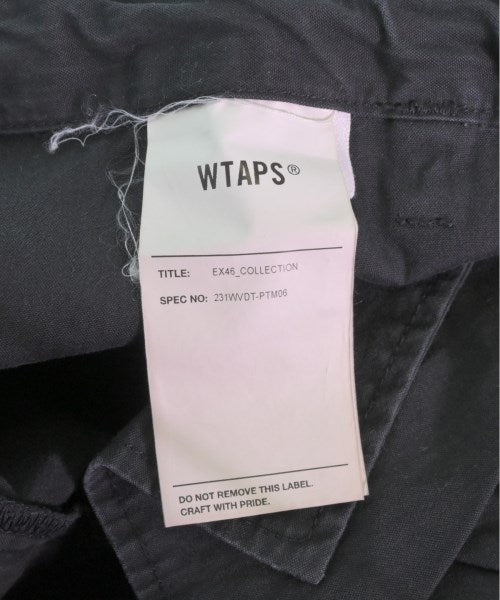 WTAPS®
TITLE: EX46_COLLECTION
SPEC NO: 231WVDT-PTM06
DO NOT REMOVE THIS LABEL.
CRAFT WITH PRIDE.